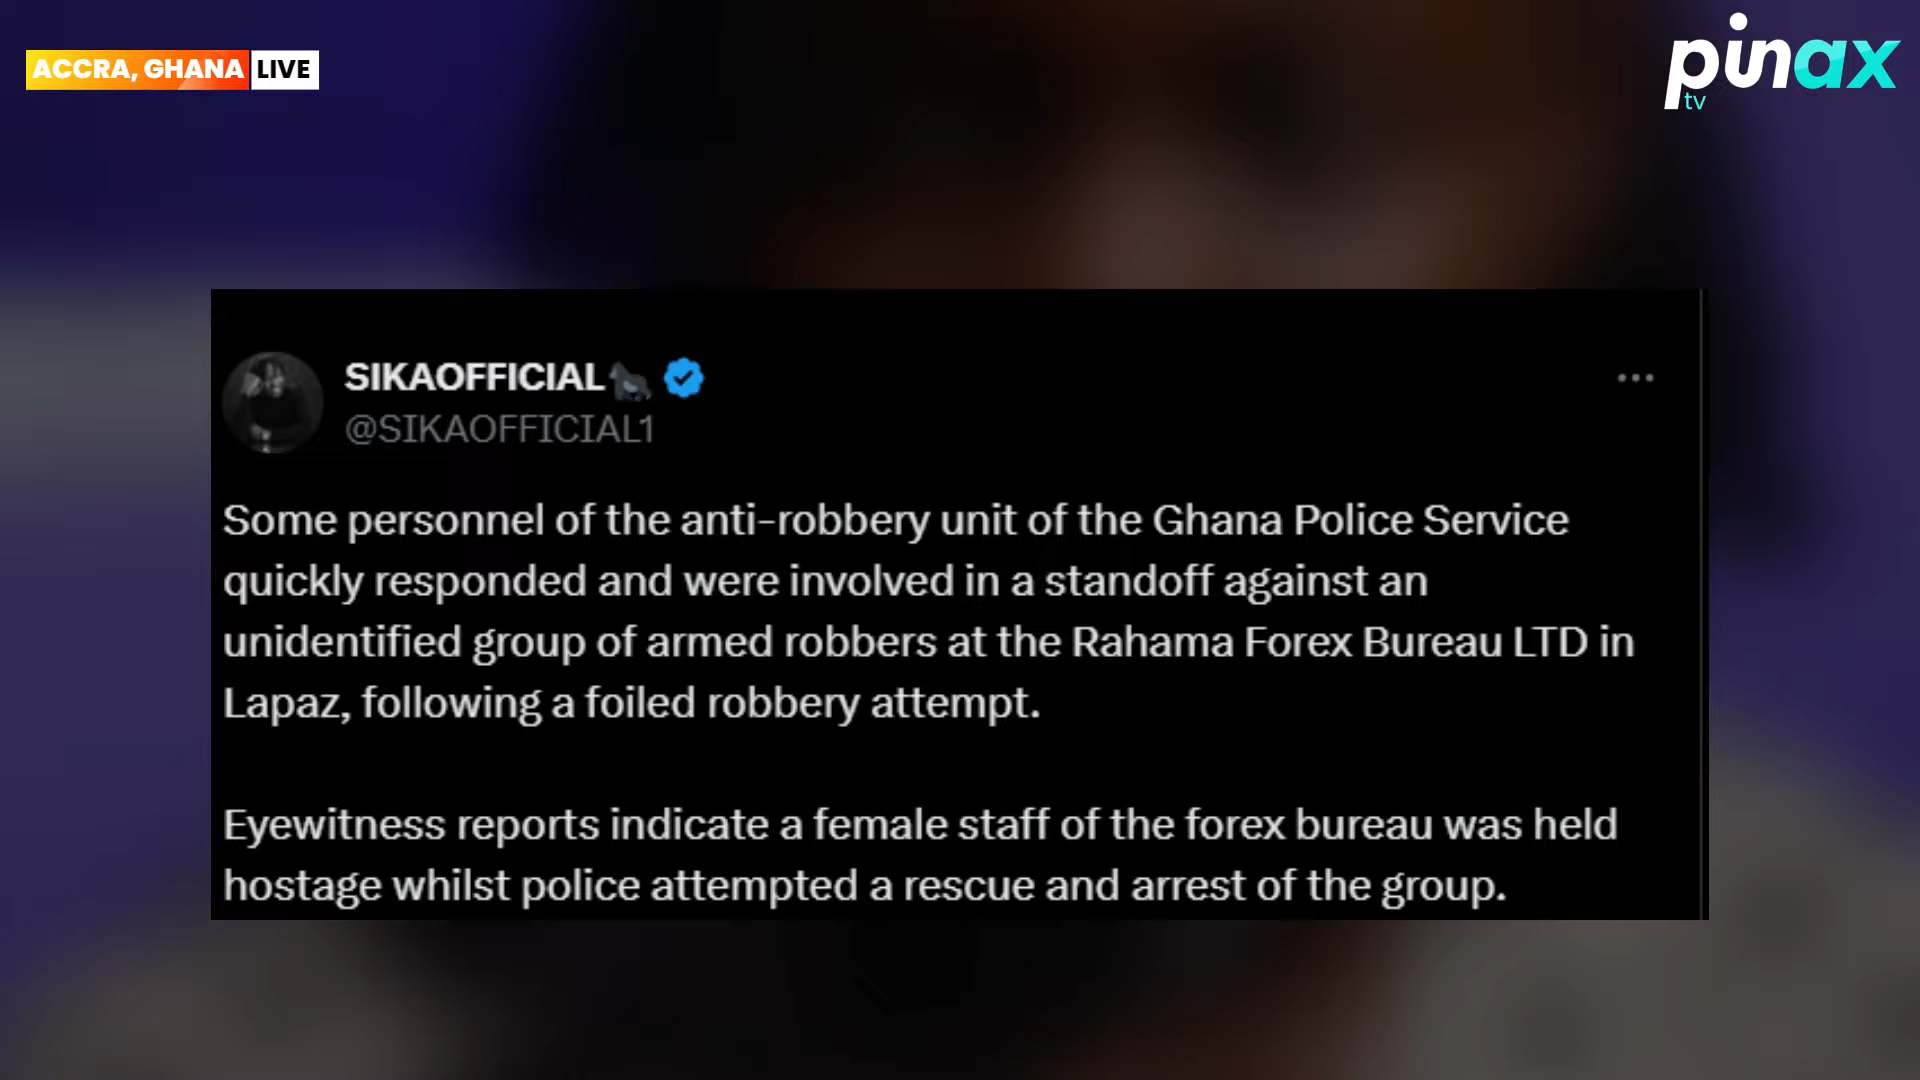 ACCRA, GHANA LIVE
pinax
tv
SIKAOFFICIAL🦍
@SIKAOFFICIAL1
Some personnel of the anti-robbery unit of the Ghana Police Service
quickly responded and were involved in a standoff against an
unidentified group of armed robbers at the Rahama Forex Bureau LTD in
Lapaz, following a foiled robbery attempt.
Eyewitness reports indicate a female staff of the forex bureau was held
hostage whilst police attempted a rescue and arrest of the group.